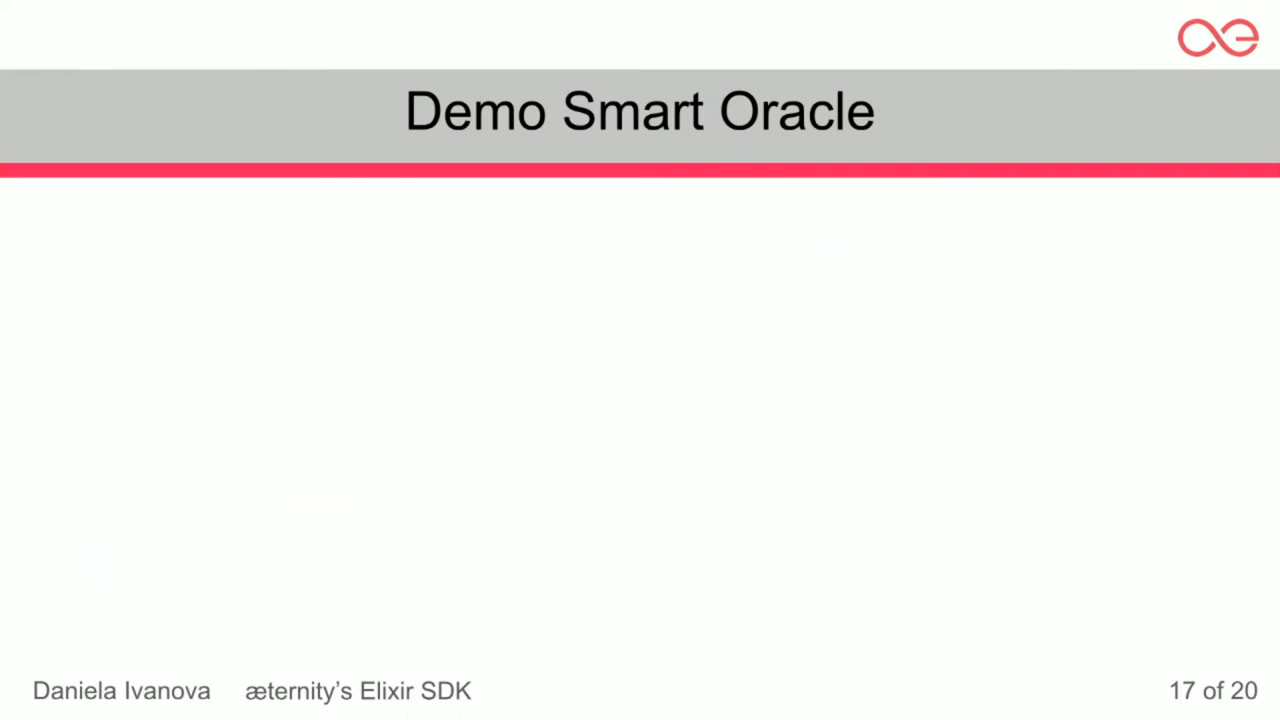 Demo Smart Oracle
Daniela Ivanova æternity’s Elixir SDK 17 of 20